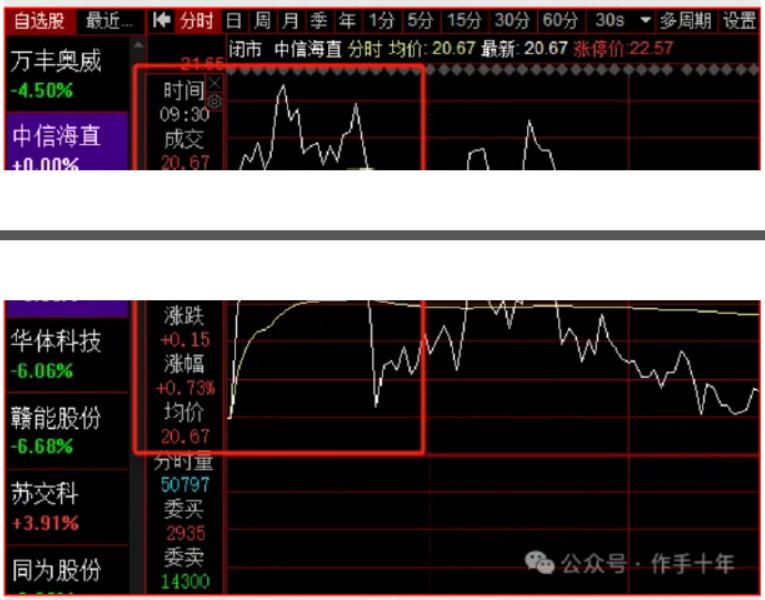 自选股 最近... 分时 日 周 月 季 年 1分 5分 15分 30分 60分 30s 多周期 设置
闭市 中信海直 分时 均价: 20.67 最新: 20.67 涨停价:22.57
万丰奥威
-4.50%
中信海直
+0.00%
21.65
时间
09:30
成交
20.67
华体科技
-6.06%
赣能股份
-6.68%
苏交科
+3.91%
同为股份
涨跌
+0.15
涨幅
+0.73%
均价
20.67
分时量
50797
委买
2935
委卖
14300
公众号 · 作手十年